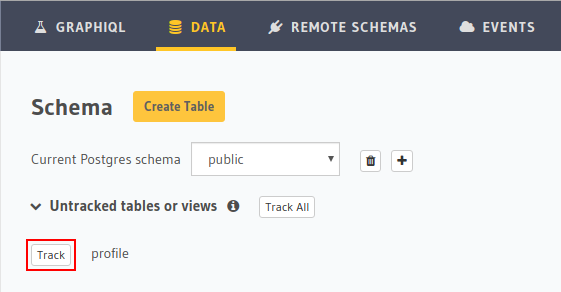 GRAPHIQL DATA REMOTE SCHEMAS EVENTS
Schema Create Table
Current Postgres schema public
Untracked tables or views Track All
Track profile